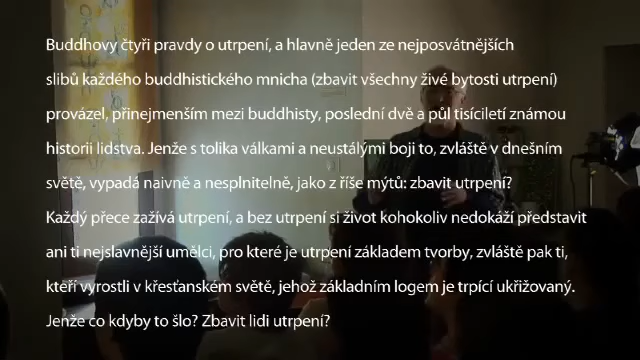 Buddhovy čtyři pravdy o utrpení, a hlavně jeden ze nejposvátnějších
slibů každého buddhistického mnicha (zbavit všechny živé bytosti utrpení)
provázel, přinejmenším mezi buddhisty, poslední dvě a půl tisíciletí známou
historii lidstva. Jenže s tolika válkami a neustálými boji to, zvláště v dnešním
světě, vypadá naivně a nesplnitelně, jako z říše mýtů: zbavit utrpení?
Každý přece zažívá utrpení, a bez utrpení si život kohokoliv nedokáží představit
ani ti nejslavnější umělci, pro které je utrpení základem tvorby, zvláště pak ti,
kteří vyrostli v křesťanském světě, jehož základním logem je trpící ukřižovaný.
Jenže co kdyby to šlo? Zbavit lidi utrpení?